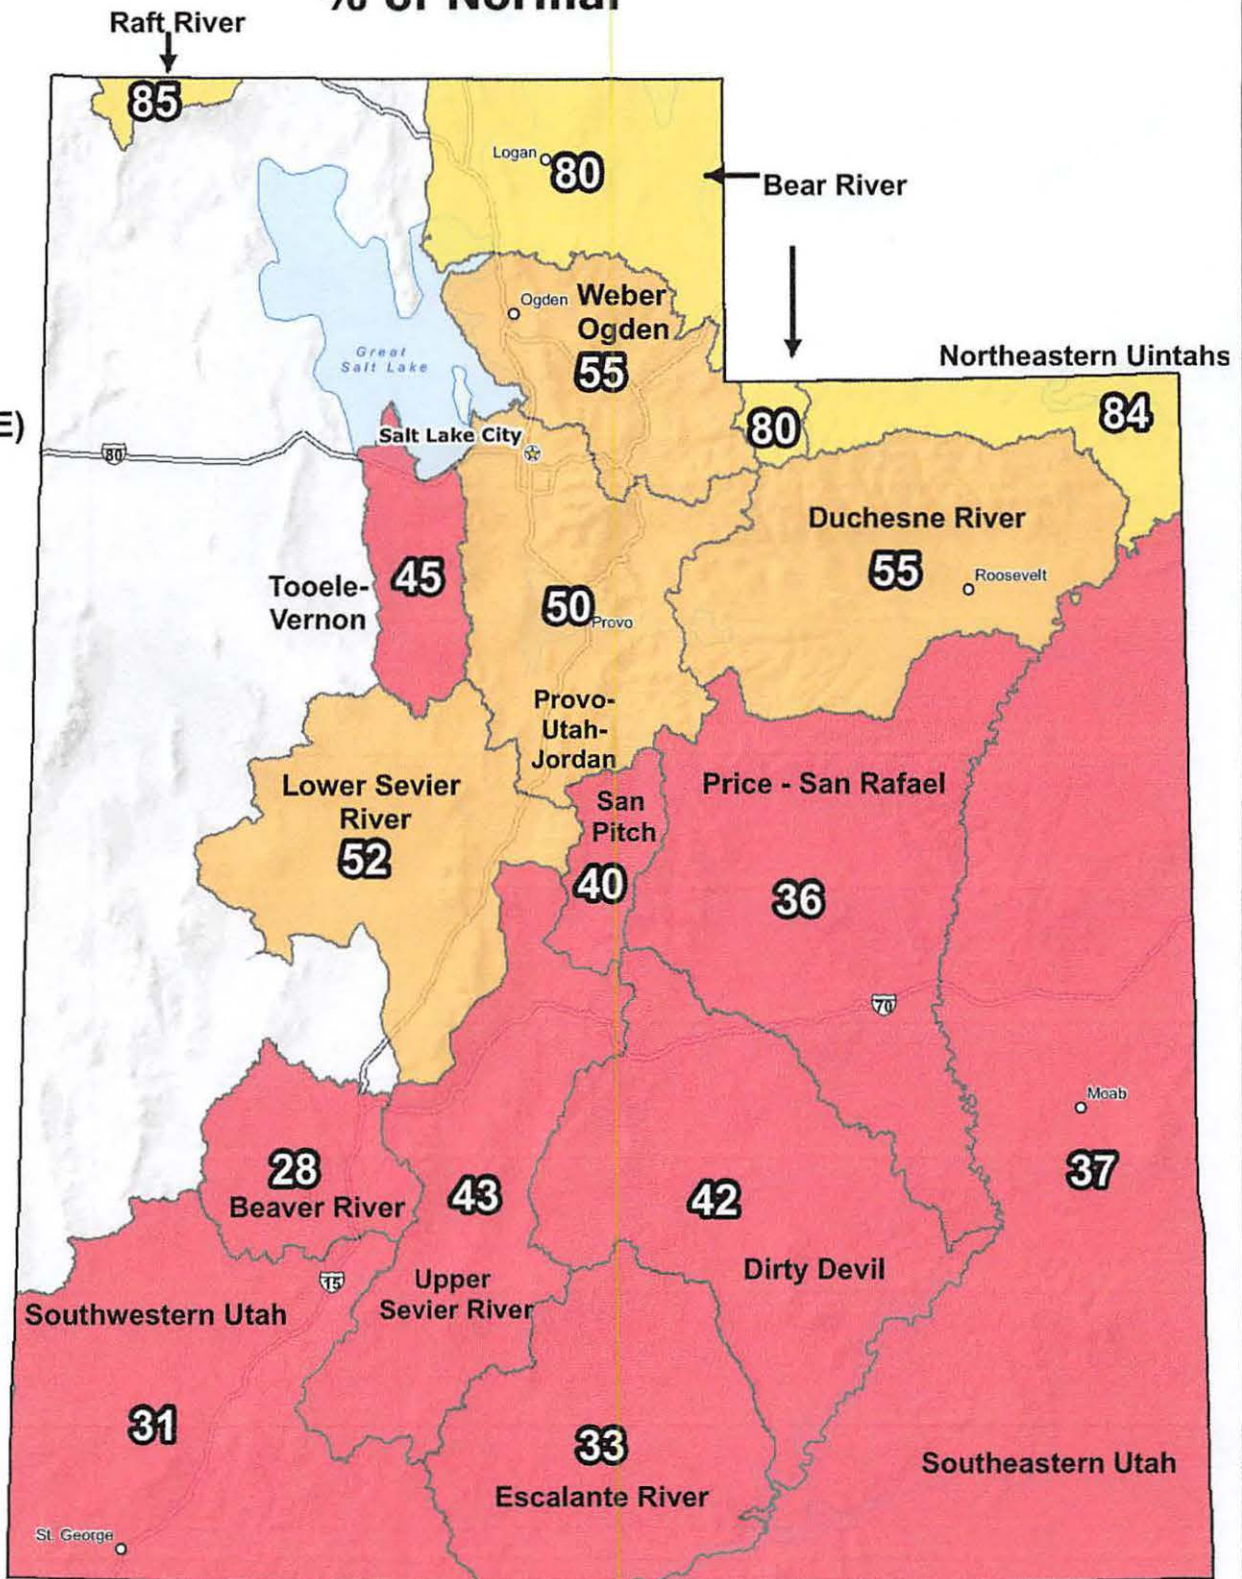 % of Normal
Raft River
85
Logan
80
Bear River
Ogden
Weber
Ogden
55
Great
Salt Lake
Northeastern Uintahs
84
80
E)
80
Salt Lake City
Duchesne River
55
Roosevelt
Tooele-
Vernon
45
50
Provo
Provo-
Utah-
Jordan
Lower Sevier
River
52
San
Pitch
40
Price - San Rafael
36
70
Moab
37
28
Beaver River
43
42
Dirty Devil
Upper
Sevier River
15
Southwestern Utah
31
33
Escalante River
Southeastern Utah
St. George